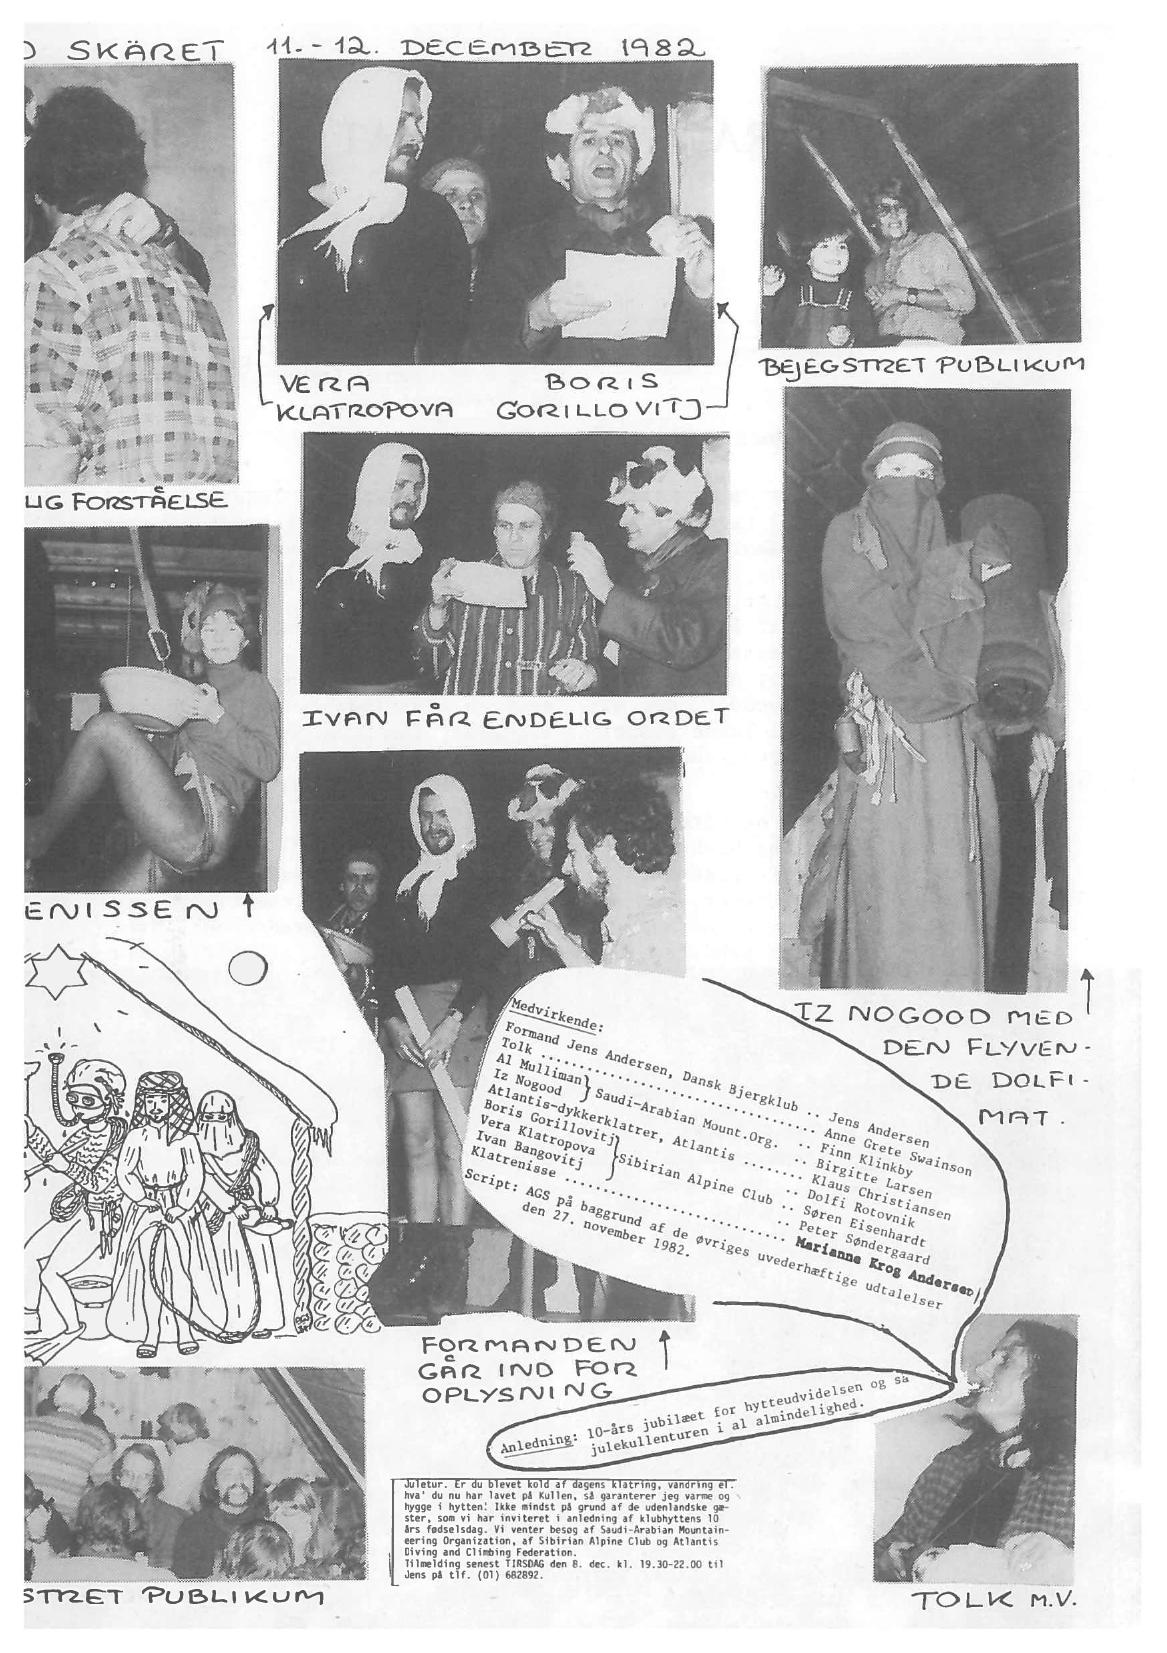 SKÄRET 11.-12. DECEMBER 1982
VERA
KLATROPOVA
BORIS
GORILLOVITJ
BEJEGSTRET PUBLIKUM
LIG FORSTÅELSE
IVAN FÅR ENDELIG ORDET
ENISSEN
IZ NOGOOD MED
DEN FLYVEN-
DE DOLFI-
MAT.
Medvirkende:
Formand Jens Andersen, Dansk Bjergklub .. Jens Andersen
Tolk ........................ Anne Grete Swainson
Al Mulliman } Saudi-Arabian Mount.Org. .. Finn Klinkby
Iz Nogood .. Birgitte Larsen
Atlantis-dykkerklatrer, Atlantis ........ Klaus Christiansen
Boris Gorillovitj .. Dolfi Rotovnik
Vera Klatropova } Sibirian Alpine Club .. Søren Eisenhardt
Ivan Bangovitj .. Peter Søndergaard
Klatrenisse ........................ Marianne Krog Andersen
Script: AGS på baggrund af de øvriges uvederhæftige udtalelser
den 27. november 1982.
FORMANDEN
GÅR IND FOR
OPLYSNING
Anledning: 10-års jubilæet for hytteudvidelsen og så
julekullenturen i al almindelighed.
Juletur. Er du blevet kold af dagens klatring, vandring el.
hva' du nu har lavet på Kullen, så garanterer jeg varme og
hygge i hytten! Ikke mindst på grund af de udenlandske gæ-
ster, som vi har inviteret i anledning af klubhyttens 10
års fødselsdag. Vi venter besøg af Saudi-Arabian Mountain-
eering Organization, af Sibirian Alpine Club og Atlantis
Diving and Climbing Federation.
Tilmelding senest TIRSDAG den 8. dec. kl. 19.30-22.00 til
Jens på tlf. (01) 682892.
STRET PUBLIKUM
TOLK M.V.